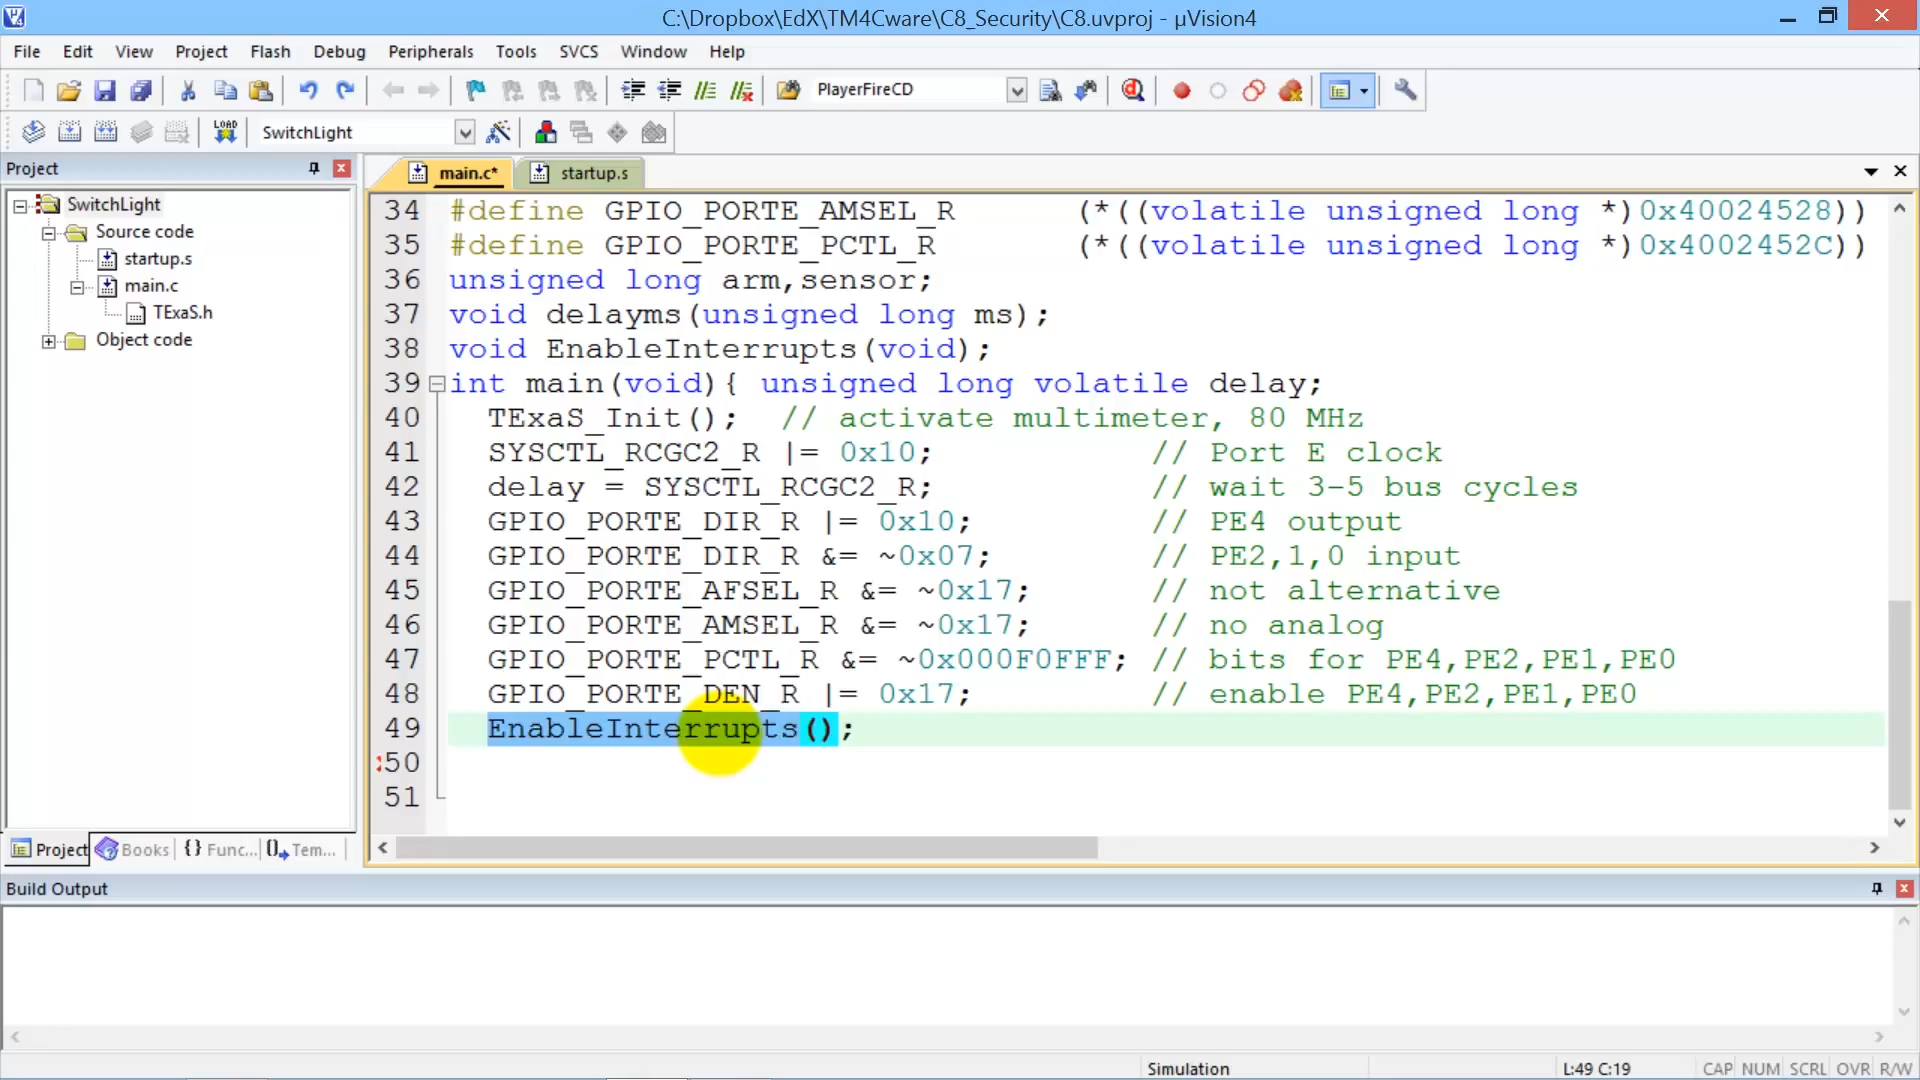 C:\Dropbox\EdX\TM4Cware\C8_Security\C8.uvproj - µVision4
File Edit View Project Flash Debug Peripherals Tools SVCS Window Help
PlayerFireCD
LOAD
SwitchLight
Project
main.c*
startup.s
SwitchLight
Source code
startup.s
main.c
TExaS.h
Object code
34 #define GPIO_PORTE_AMSEL_R (*((volatile unsigned long *)0x40024528))
35 #define GPIO_PORTE_PCTL_R (*((volatile unsigned long *)0x4002452C))
36 unsigned long arm,sensor;
37 void delayms(unsigned long ms);
38 void EnableInterrupts(void);
39 int main(void){ unsigned long volatile delay;
40 TExaS_Init(); // activate multimeter, 80 MHz
41 SYSCTL_RCGC2_R |= 0x10; // Port E clock
42 delay = SYSCTL_RCGC2_R; // wait 3-5 bus cycles
43 GPIO_PORTE_DIR_R |= 0x10; // PE4 output
44 GPIO_PORTE_DIR_R &= ~0x07; // PE2,1,0 input
45 GPIO_PORTE_AFSEL_R &= ~0x17; // not alternative
46 GPIO_PORTE_AMSEL_R &= ~0x17; // no analog
47 GPIO_PORTE_PCTL_R &= ~0x000F0FFF; // bits for PE4,PE2,PE1,PE0
48 GPIO_PORTE_DEN_R |= 0x17; // enable PE4,PE2,PE1,PE0
49 EnableInterrupts();
50
51
Project Books {} Func... Tem...
Build Output
Simulation L:49 C:19 CAP NUM SCRL OVR R/W